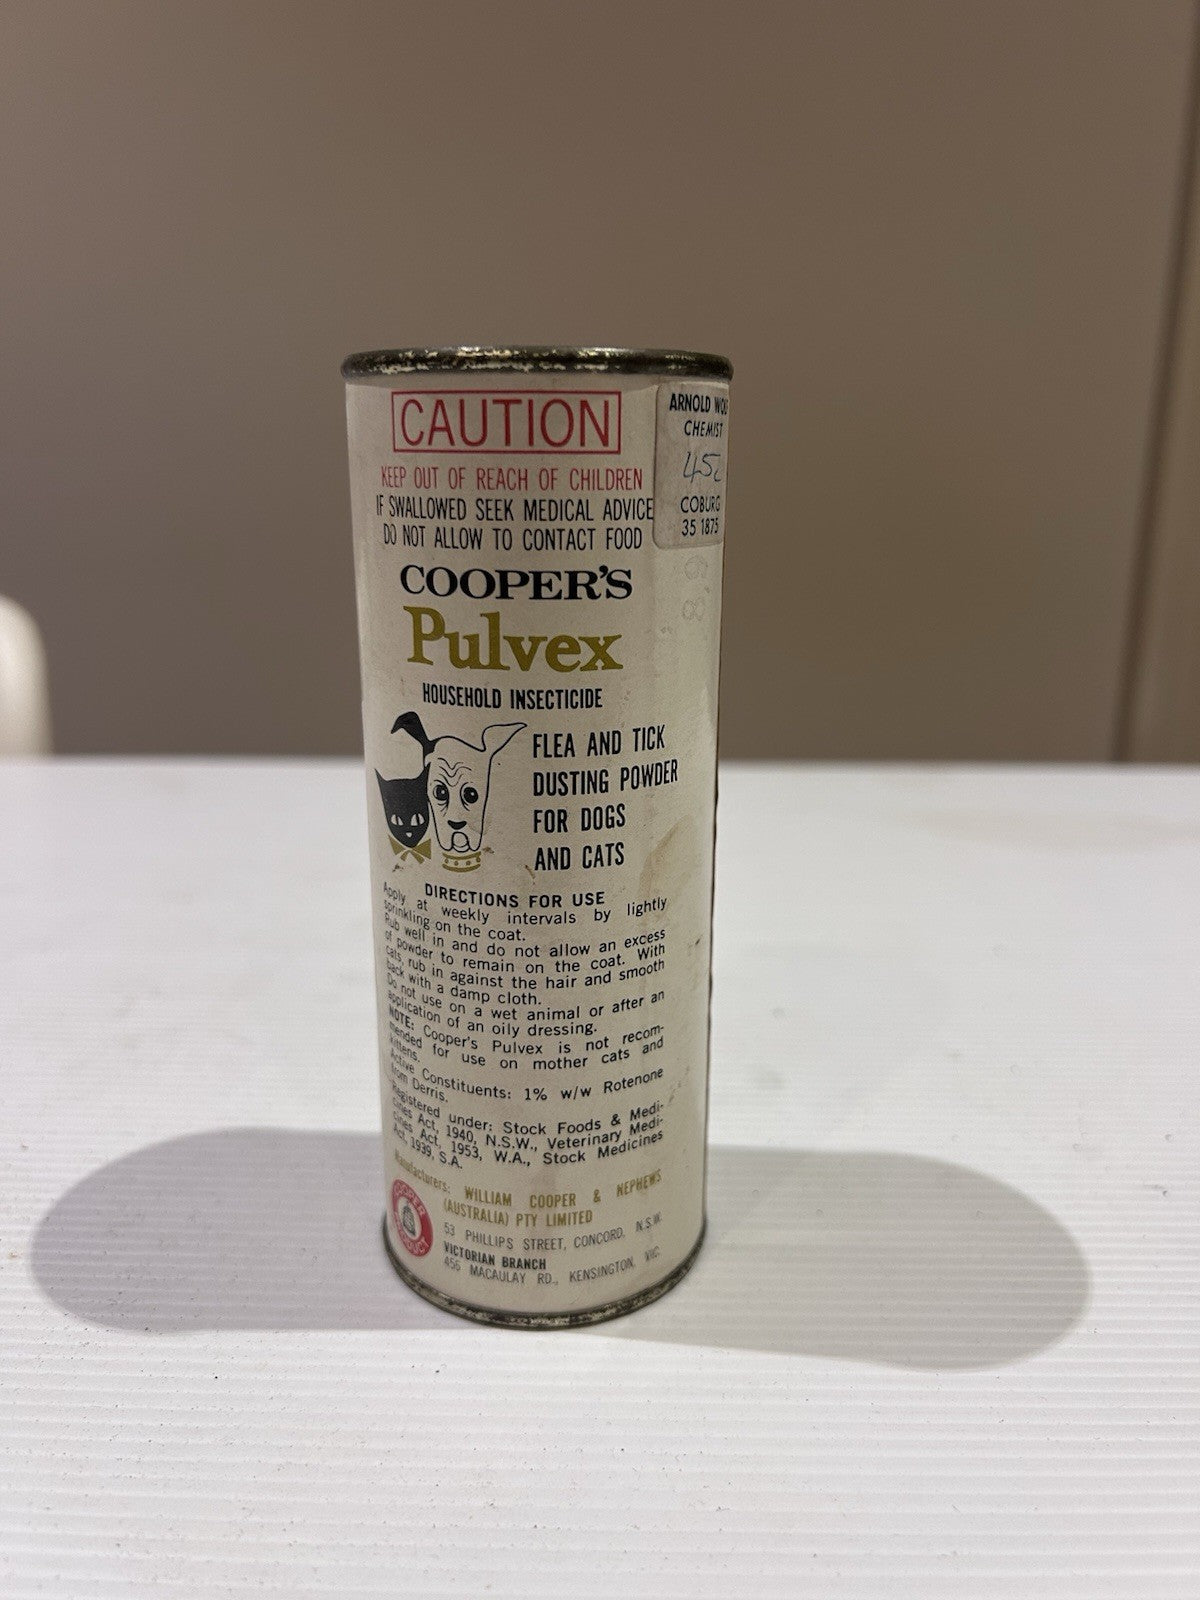 CAUTION
KEEP OUT OF REACH OF CHILDREN
IF SWALLOWED SEEK MEDICAL ADVICE
DO NOT ALLOW TO CONTACT FOOD
ARNOLD
CHEMIST
45c
COBURG
35 1875
COOPER'S
Pulvex
HOUSEHOLD INSECTICIDE
FLEA AND TICK
DUSTING POWDER
FOR DOGS
AND CATS
DIRECTIONS FOR USE
Apply at weekly intervals by lightly
sprinkling on the coat.
Rub well in and do not allow an excess
of powder to remain on the coat. With
cats, rub in against the hair and smooth
back with a damp cloth.
Do not use on a wet animal or after an
application of an oily dressing.
NOTE: Cooper's Pulvex is not recom-
mended for use on mother cats and
kittens.
Active Constituents: 1% w/w Rotenone
from Derris.
Registered under: Stock Foods & Medi-
cines Act, 1940, N.S.W., Veterinary Medi-
cines Act, 1953, W.A., Stock Medicines
Act, 1939, S.A.
Manufacturers: WILLIAM COOPER & NEPHEWS
(AUSTRALIA) PTY LIMITED
53 PHILLIPS STREET, CONCORD, N.S.W.
VICTORIAN BRANCH
456 MACAULAY RD., KENSINGTON, VIC.
COOPER
PRODUCT